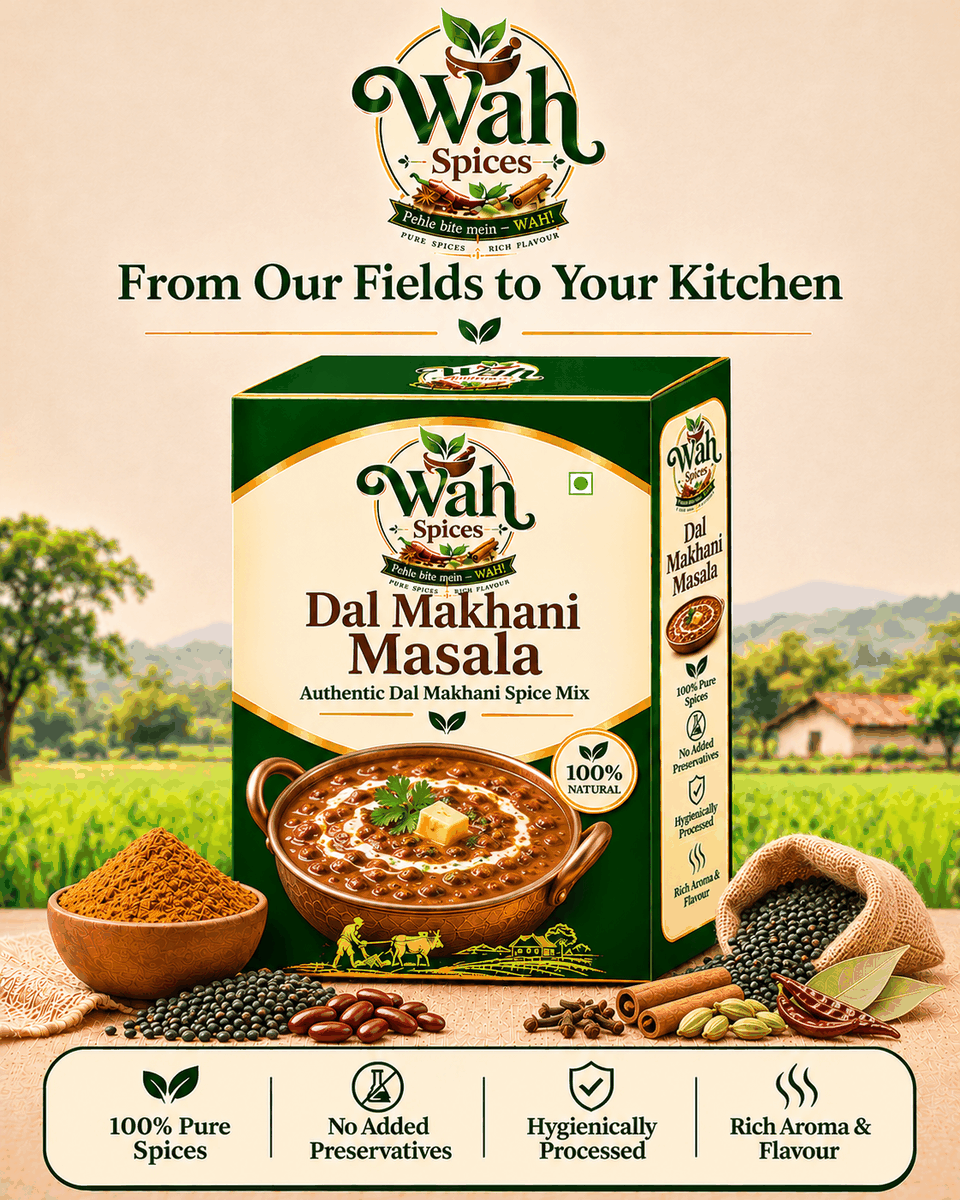 Wah
Spices
Pehle bite mein – WAH!
PURE SPICES RICH FLAVOUR
From Our Fields to Your Kitchen
Wah
Wah
Spices
Pehle bite mein – WAH!
PURE SPICES RICH FLAVOUR
Dal Makhani
Masala
Authentic Dal Makhani Spice Mix
100%
NATURAL
Wah
Spices
Dal
Makhani
Masala
100% Pure
Spices
No Added
Preservatives
Hygienically
Processed
Rich Aroma &
Flavour
100% Pure
Spices
No Added
Preservatives
Hygienically
Processed
Rich Aroma &
Flavour